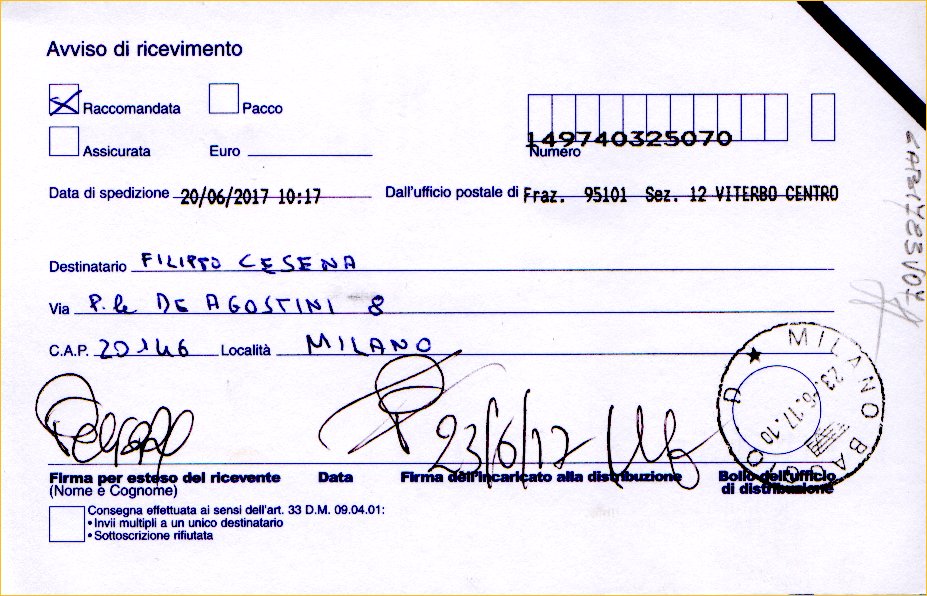 Avviso di ricevimento
Raccomandata Pacco
149740325070
Assicurata Euro Numero
Data di spedizione 20/06/2017 10:17 Dall'ufficio postale di Fraz. 95101 Sez. 12 VITERBO CENTRO
Destinatario FILIPPO CESENA
Via P.le DE AGOSTINI 8
C.A.P. 20146 Località MILANO
MILANO
23/6/17
Firma per esteso del ricevente Data Firma dell'incaricato alla distribuzione Bollo dell'ufficio
(Nome e Cognome) di distribuzione
Consegna effettuata ai sensi dell'art. 33 D.M. 09.04.01:
• Invii multipli a un unico destinatario
• Sottoscrizione rifiutata